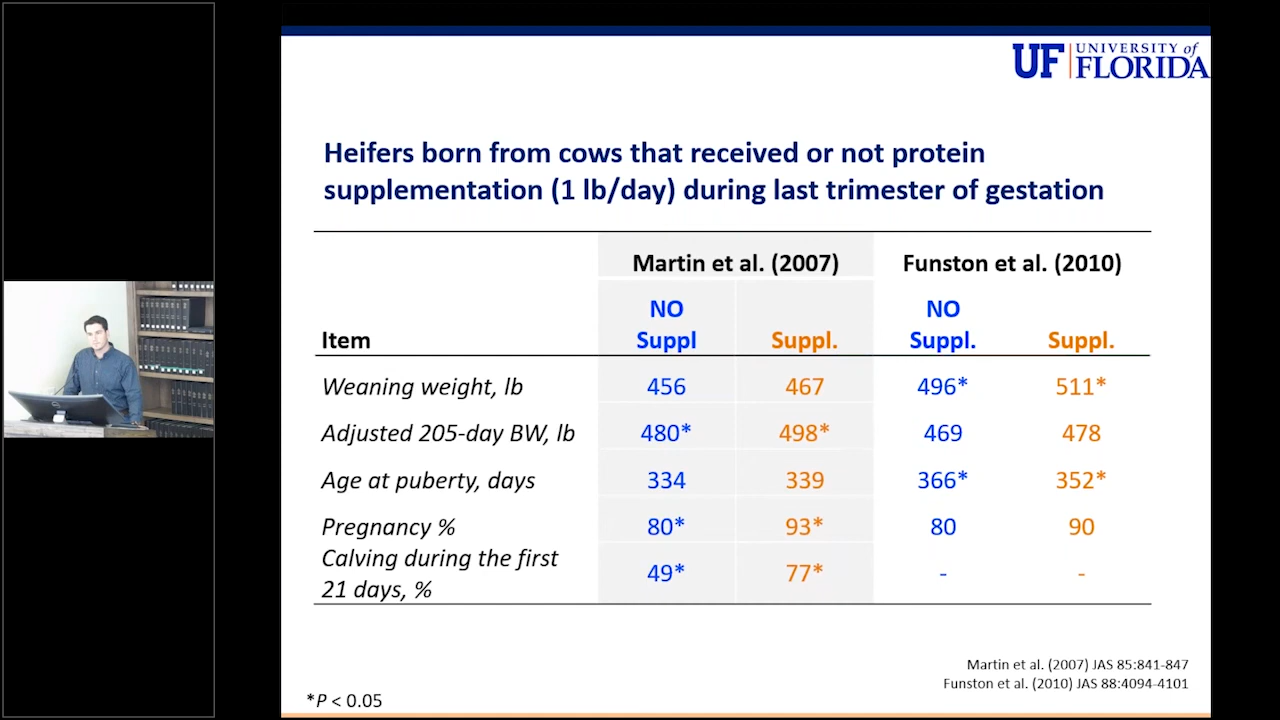 UF UNIVERSITY of
FLORIDA
Heifers born from cows that received or not protein
supplementation (1 lb/day) during last trimester of gestation
Martin et al. (2007) Funston et al. (2010)
Item NO Suppl Suppl. NO Suppl. Suppl.
Weaning weight, lb 456 467 496* 511*
Adjusted 205-day BW, lb 480* 498* 469 478
Age at puberty, days 334 339 366* 352*
Pregnancy % 80* 93* 80 90
Calving during the first
21 days, % 49* 77* - -
Martin et al. (2007) JAS 85:841-847
Funston et al. (2010) JAS 88:4094-4101
*P < 0.05